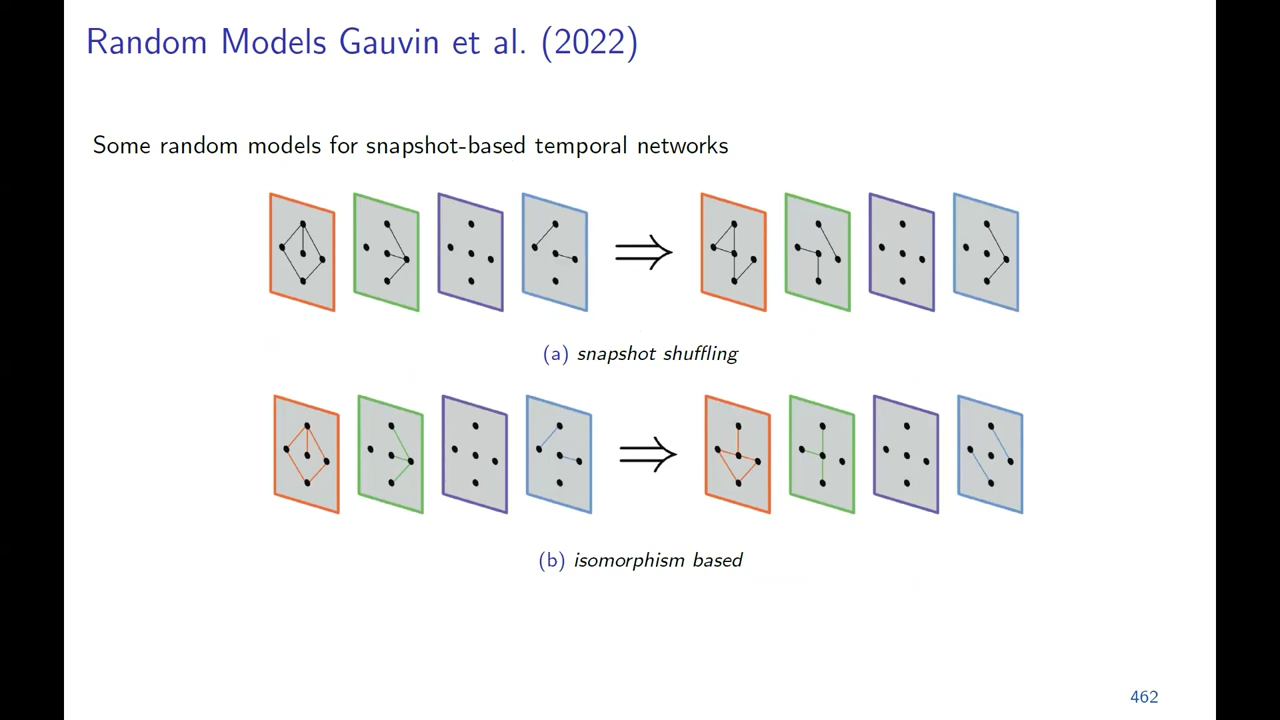 Random Models Gauvin et al. (2022)
Some random models for snapshot-based temporal networks
(a) snapshot shuffling
(b) isomorphism based
462